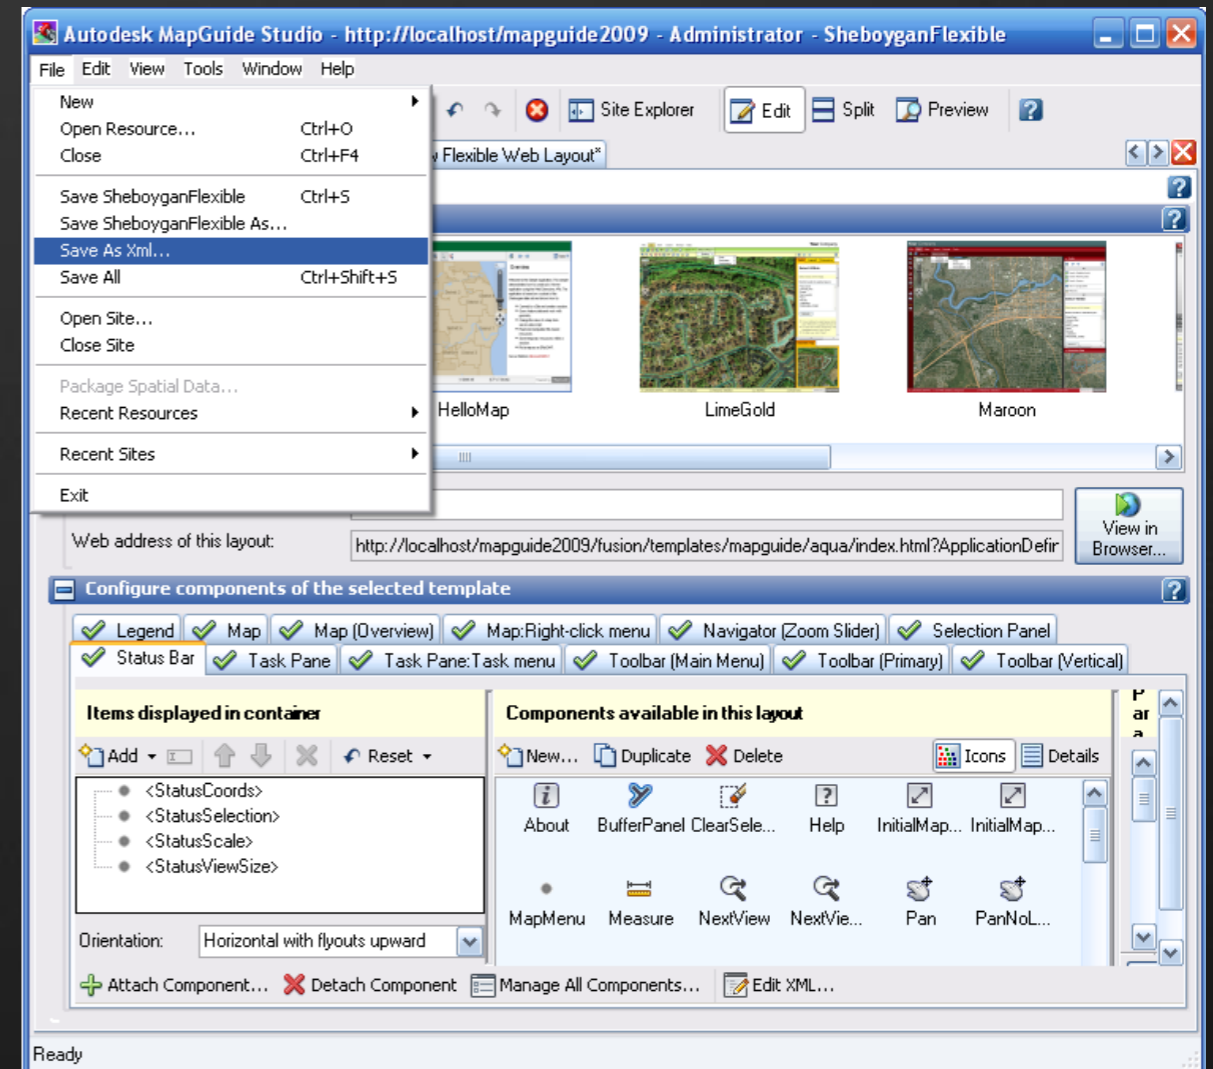 Autodesk MapGuide Studio - http://localhost/mapguide2009 - Administrator - SheboyganFlexible
File Edit View Tools Window Help
New
Open Resource... Ctrl+O
Close Ctrl+F4
Save SheboyganFlexible Ctrl+S
Save SheboyganFlexible As...
Save As Xml...
Save All Ctrl+Shift+S
Open Site...
Close Site
Package Spatial Data...
Recent Resources
Recent Sites
Exit
Site Explorer Edit Split Preview
Flexible Web Layout*
HelloMap LimeGold Maroon
Web address of this layout: http://localhost/mapguide2009/fusion/templates/mapguide/aqua/index.html?ApplicationDefir
View in
Browser...
Configure components of the selected template
Legend Map Map (Overview) Map:Right-click menu Navigator (Zoom Slider) Selection Panel
Status Bar Task Pane Task Pane:Task menu Toolbar (Main Menu) Toolbar (Primary) Toolbar (Vertical)
Items displayed in container
Add Reset
<StatusCoords>
<StatusSelection>
<StatusScale>
<StatusViewSize>
Orientation: Horizontal with flyouts upward
Components available in this layout
New... Duplicate Delete Icons Details
About BufferPanel ClearSele... Help InitialMap... InitialMap...
MapMenu Measure NextView NextVie... Pan PanNoL...
P
ar
a
Attach Component... Detach Component Manage All Components... Edit XML...
Ready